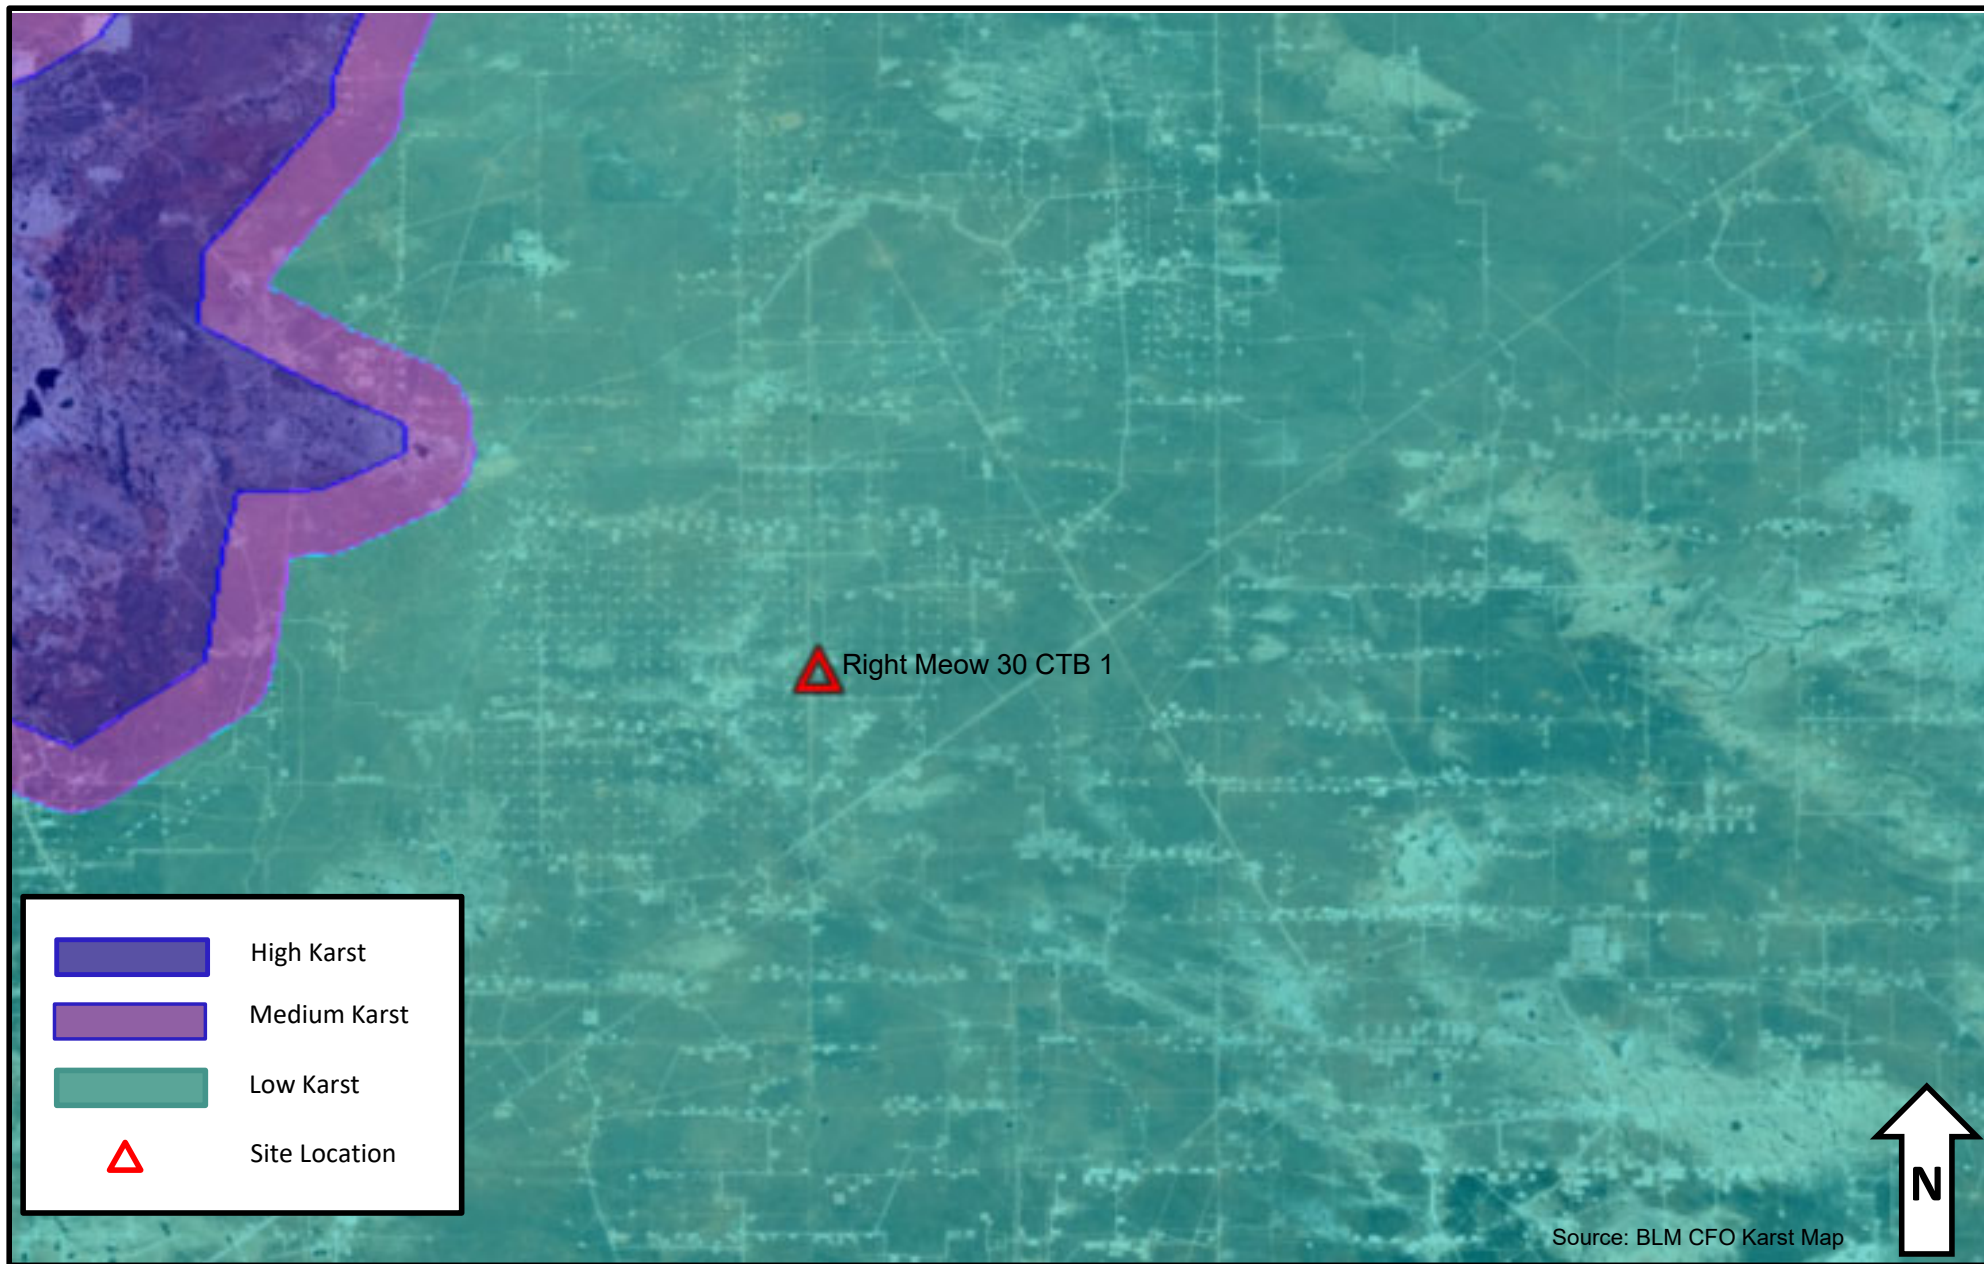 Right Meow 30 CTB 1
High Karst
Medium Karst
Low Karst
Site Location
N
Source: BLM CFO Karst Map